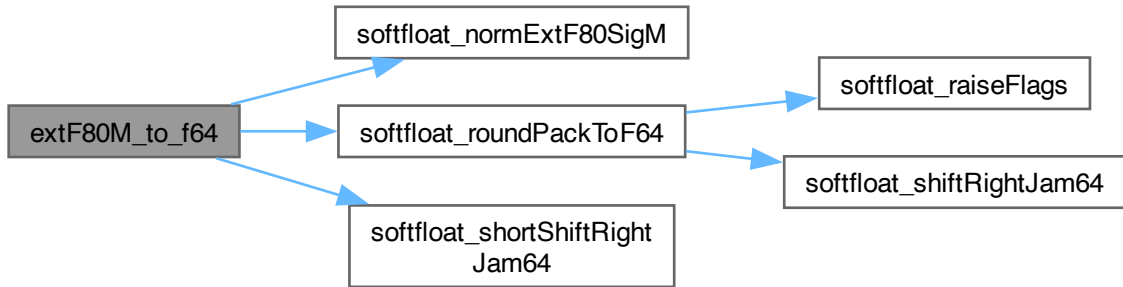 softfloat_normExtF80SigM
softfloat_raiseFlags
extF80M_to_f64
softfloat_roundPackToF64
softfloat_shiftRightJam64
softfloat_shortShiftRight
Jam64